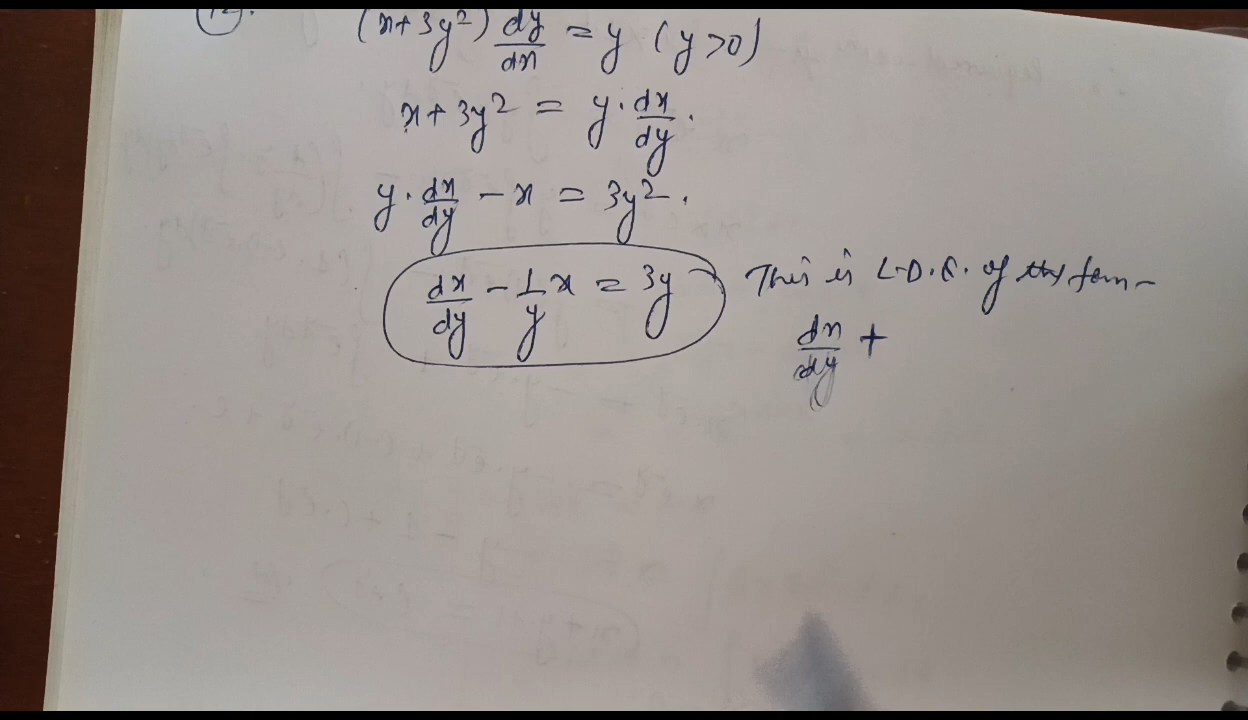 12.
(x+3y²) dy/dx = y (y>0)
x+3y² = y. dx/dy.
y. dx/dy - x = 3y².
dx/dy - 1/y x = 3y This is L.D.E. of the form -
dx/dy +